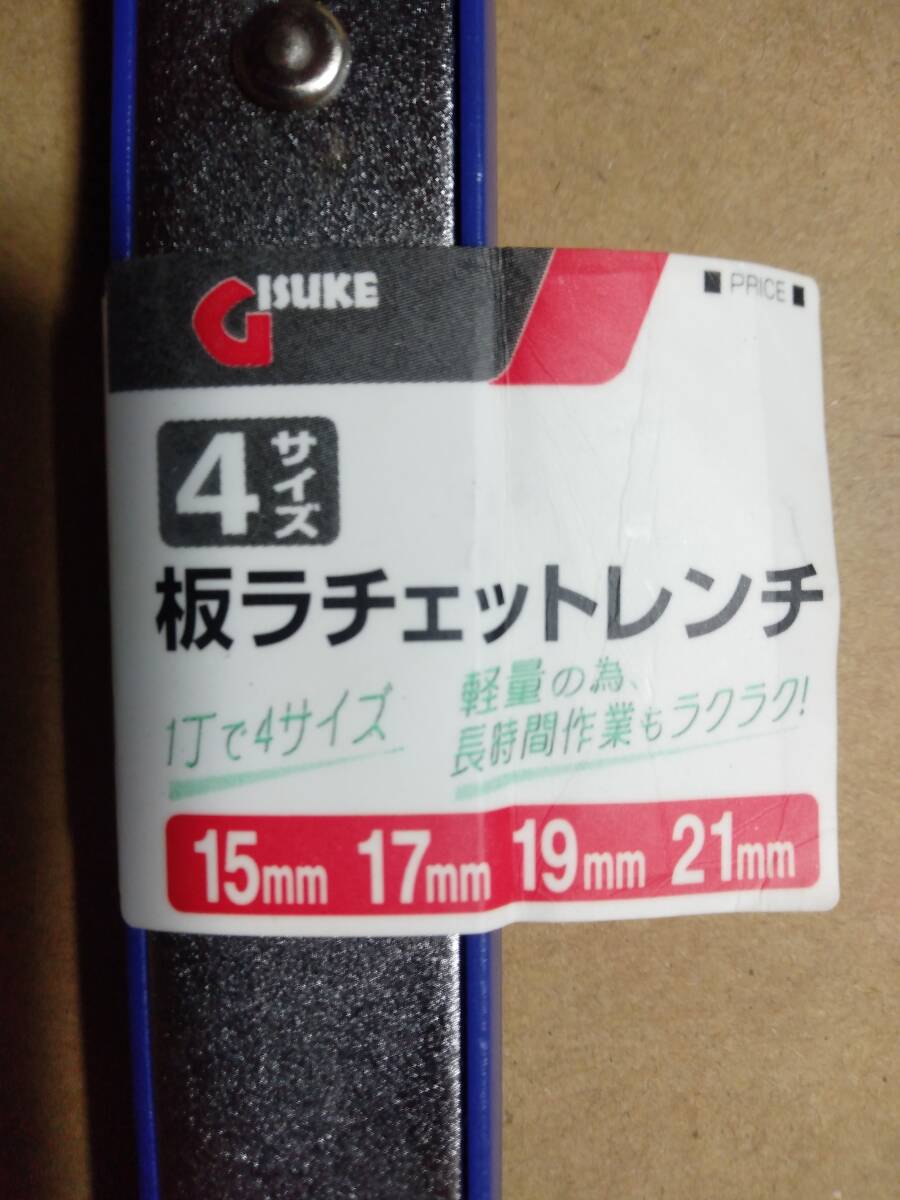 GISUKE
■ PRICE ■
4サイズ
板ラチェットレンチ
1丁で4サイズ
軽量の為、
長時間作業もラクラク!
15mm 17mm 19mm 21mm